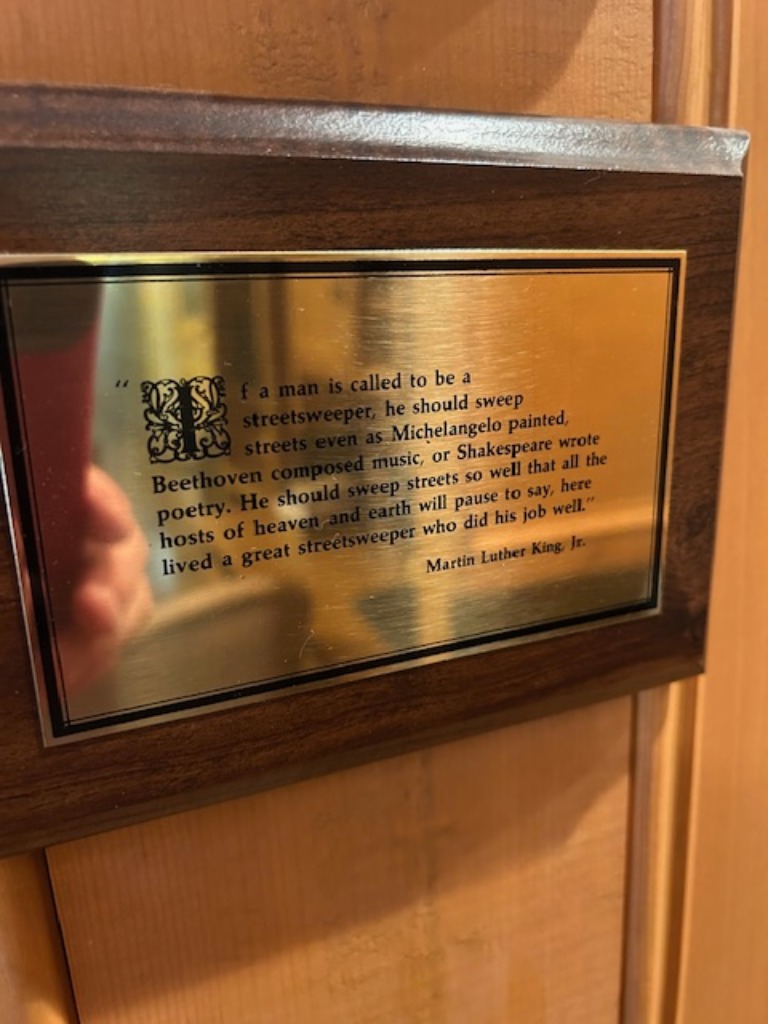 “If a man is called to be a
streetsweeper, he should sweep
streets even as Michelangelo painted,
Beethoven composed music, or Shakespeare wrote
poetry. He should sweep streets so well that all the
hosts of heaven and earth will pause to say, here
lived a great streetsweeper who did his job well.”
Martin Luther King, Jr.